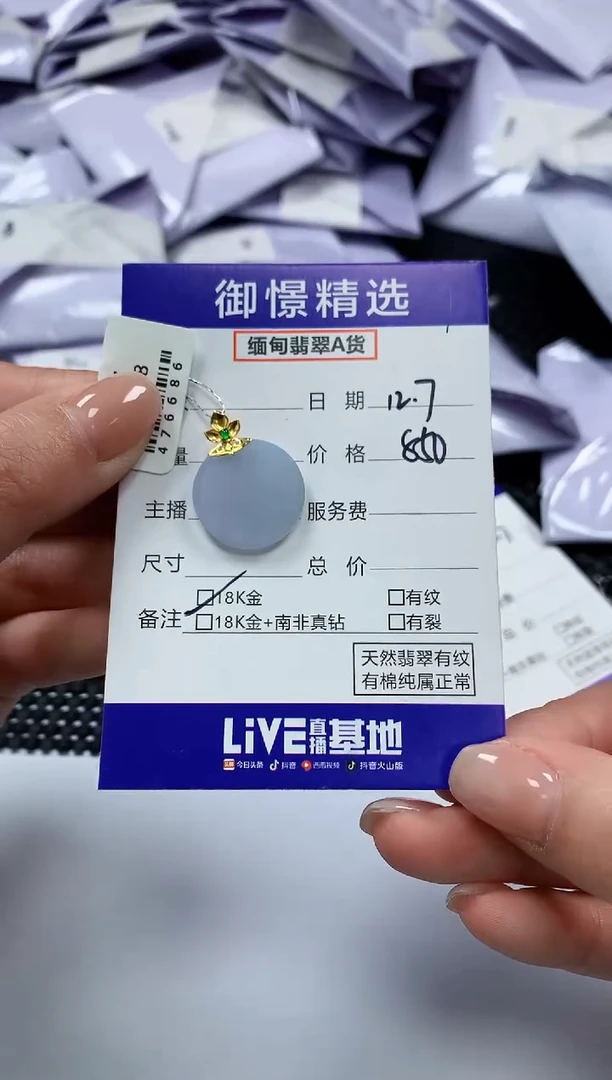 御憬精选
缅甸翡翠A货
日 期 12.7
量 价 格
主播 服务费
尺寸 总 价
18K金 有纹
备注 18K金+南非真钻 有裂
天然翡翠有纹
有棉纯属正常
LiVE直播基地
今日头条 抖音 西瓜视频 抖音火山版
476686